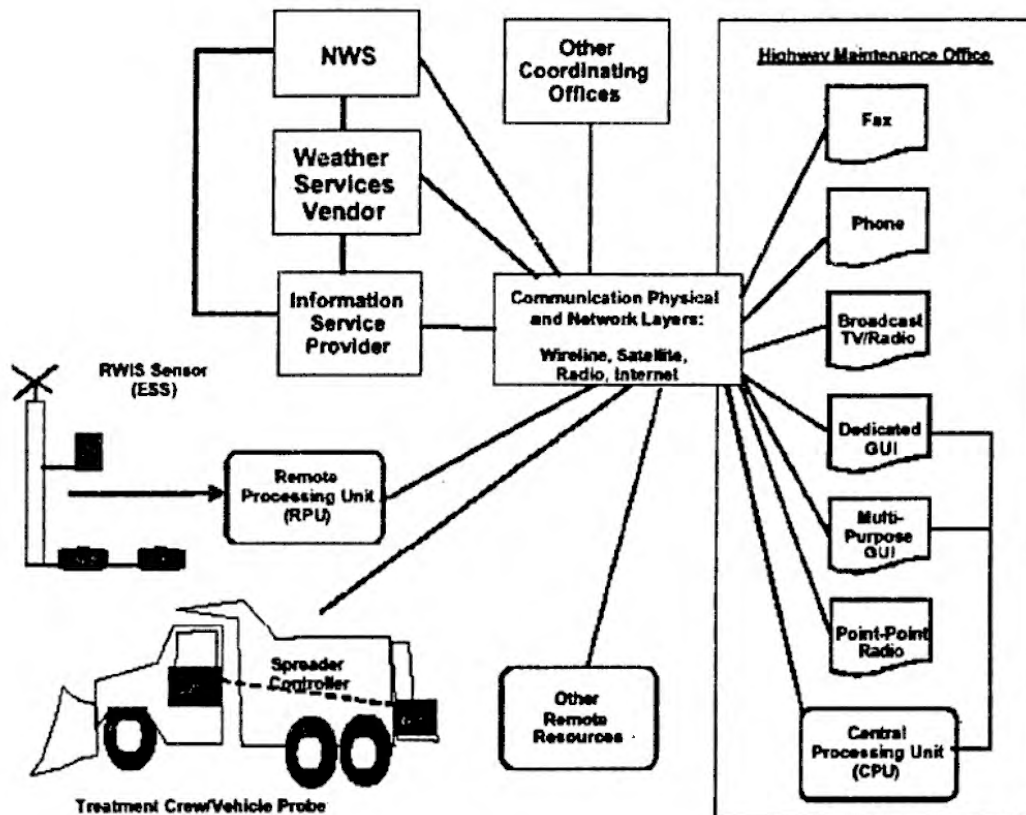 NWS
Other
Coordinating
Offices
Highway Maintenance Office
Fax
Weather
Services
Vendor
Phone
Information
Service
Provider
Communication Physical
and Network Layers:
Wireline, Satellite,
Radio, Internet
Broadcast
TV/Radio
RWIS Sensor
(ESS)
Dedicated
GUI
Remote
Processing Unit
(RPU)
Multi-
Purpose
GUI
Point-Point
Radio
Spreader
Controller
Other
Remote
Resources
Central
Processing Unit
(CPU)
Treatment Crew/Vehicle Probe